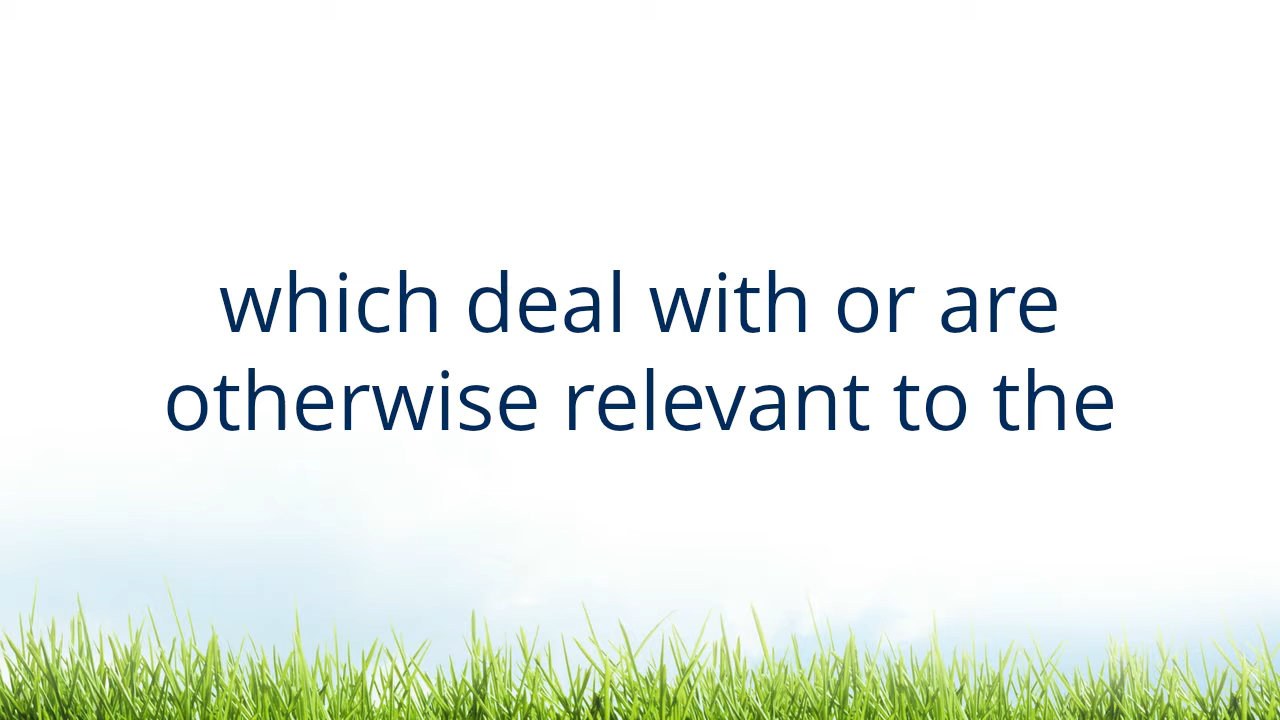 which deal with or are
otherwise relevant to the